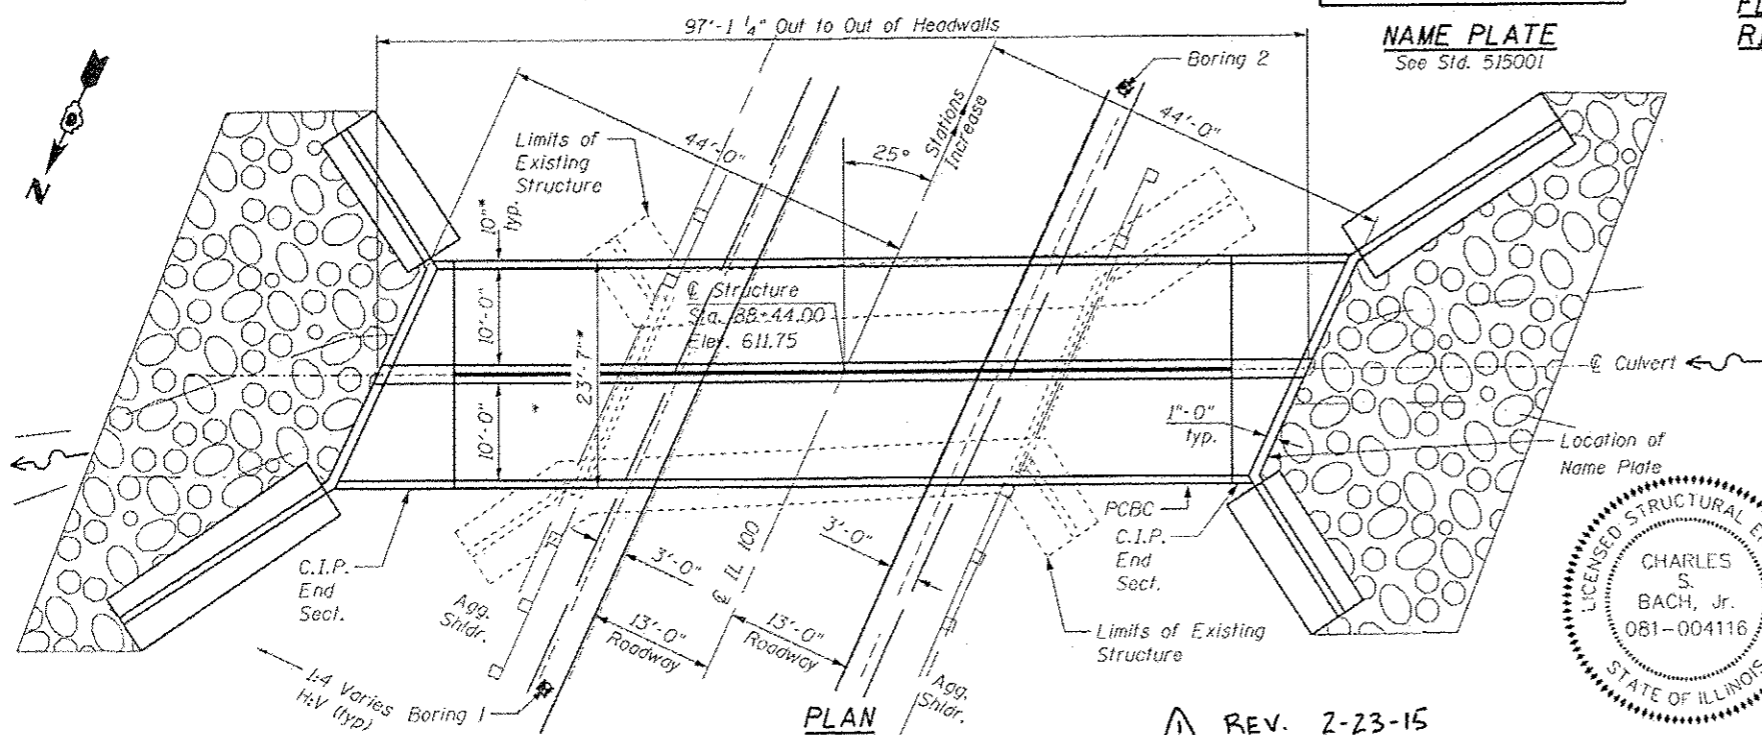 97'-1 1/4" Out to Out of Headwalls
NAME PLATE
See Std. 515001
Boring 2
44'-0"
44'-0"
25°
Stations
Increase
Limits of
Existing
Structure
N
10"*
typ.
10'-0"
23'-7"*
℄ Structure
Sta. 88+44.00
Elev. 611.75
℄ Culvert
10'-0"
*
1'-0"
typ.
Location of
Name Plate
PCBC
C.I.P.
End
Sect.
C.I.P.
End
Sect.
3'-0"
3'-0"
℄ IL 100
Agg.
Shldr.
13'-0"
Roadway
13'-0"
Roadway
Agg.
Shldr.
Limits of Existing
Structure
1:4 Varies
H:V (typ)
Boring 1
PLAN
1 REV. 2-23-15
LICENSED STRUCTURAL E
CHARLES
S.
BACH, Jr.
081-004116
STATE OF ILLINOIS